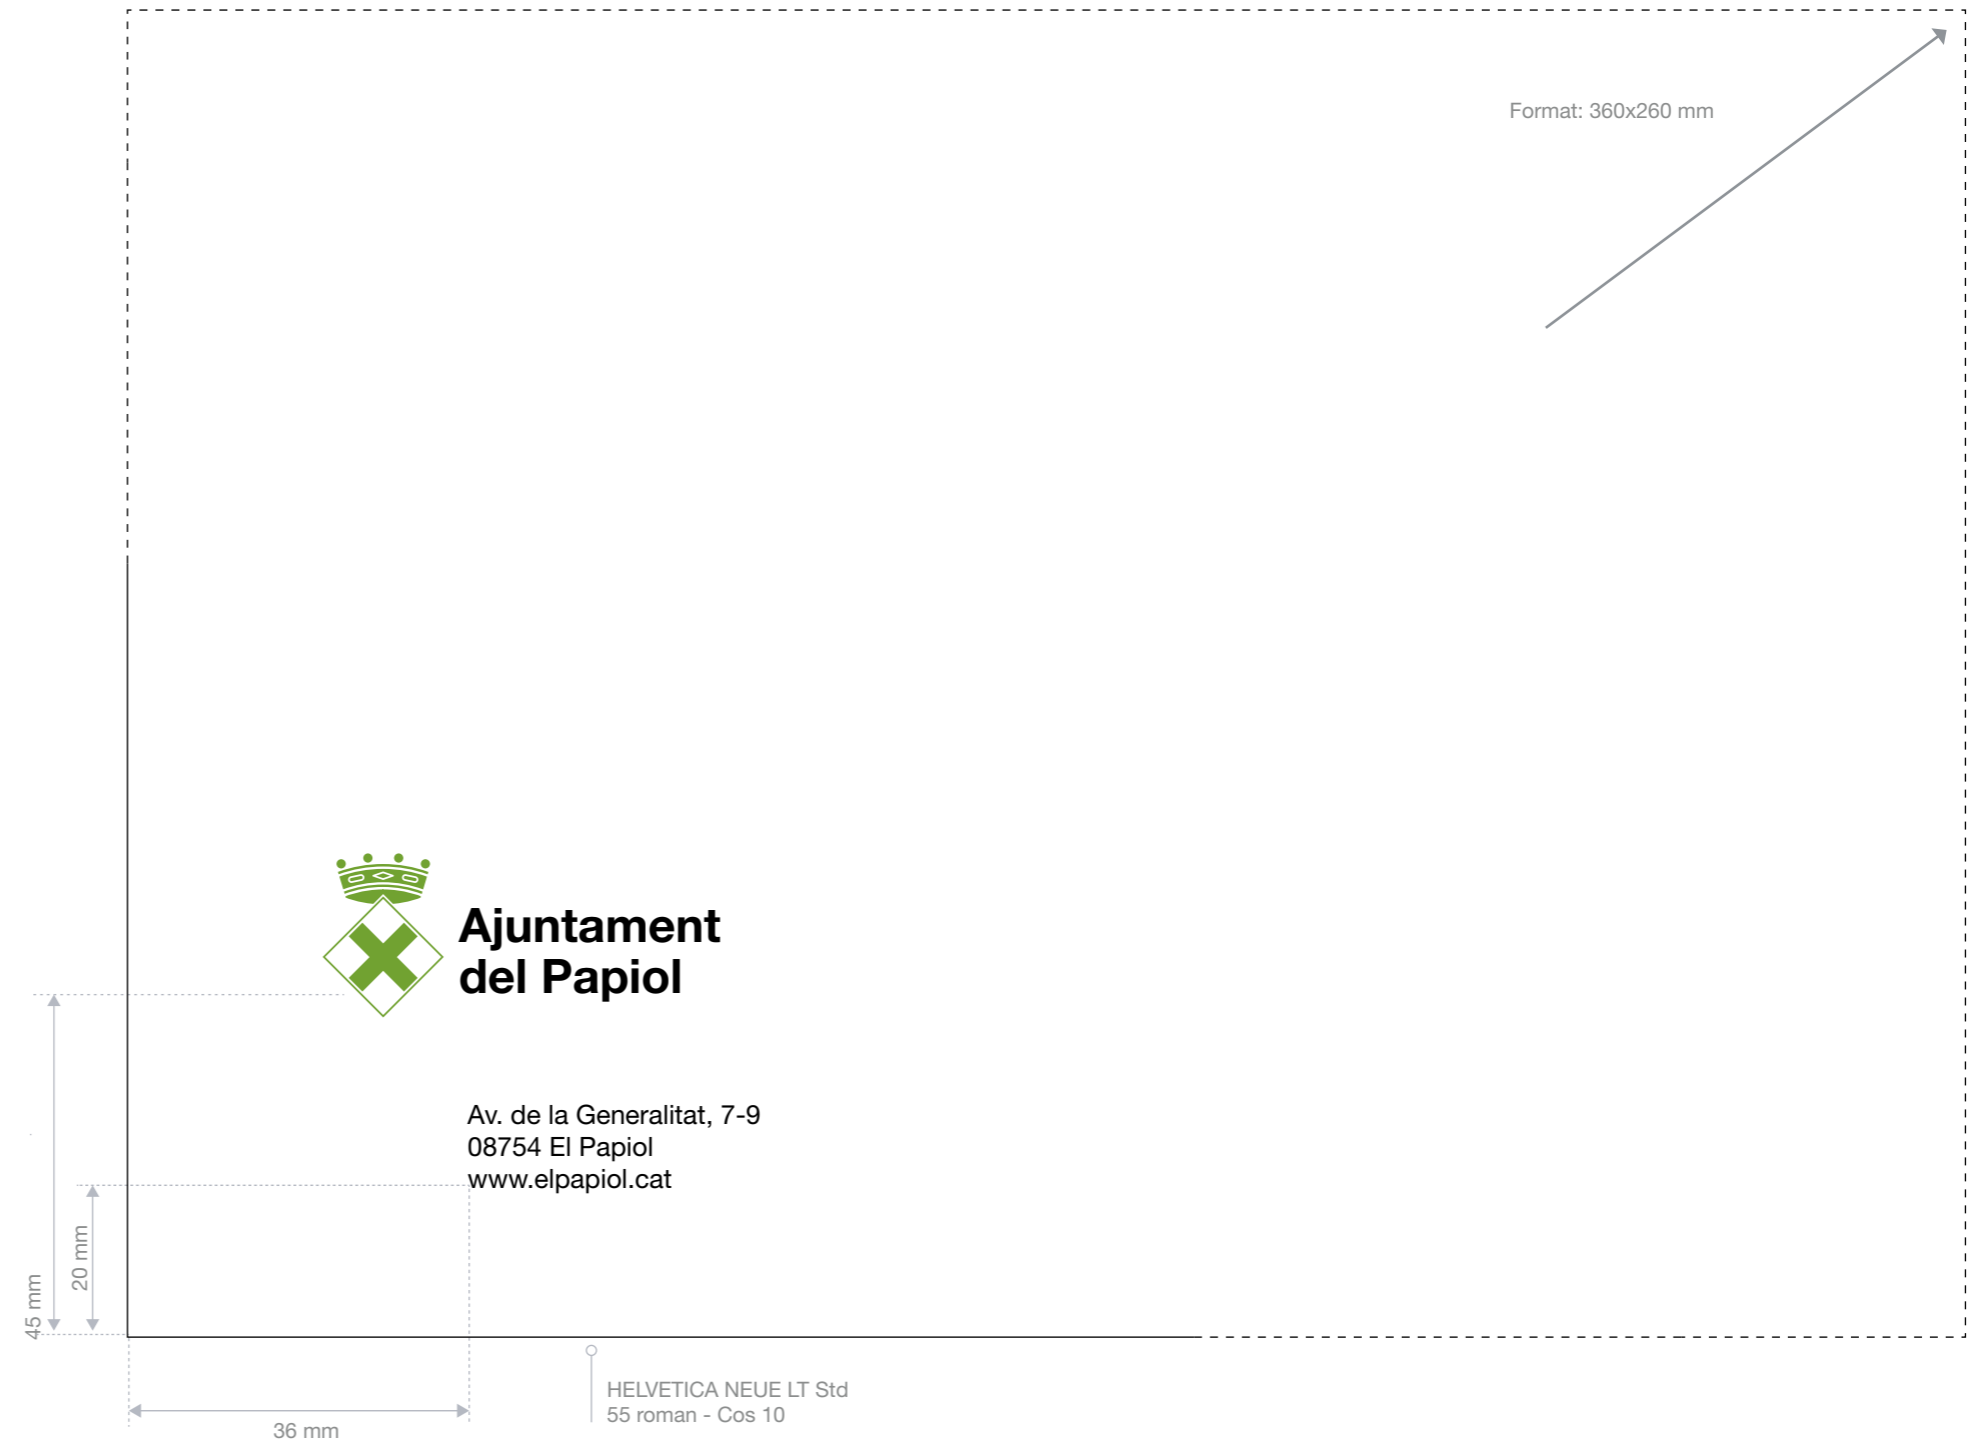 Format: 360x260 mm
Ajuntament
del Papiol
Av. de la Generalitat, 7-9
08754 El Papiol
www.elpapiol.cat
20 mm
45 mm
HELVETICA NEUE LT Std
55 roman - Cos 10
36 mm